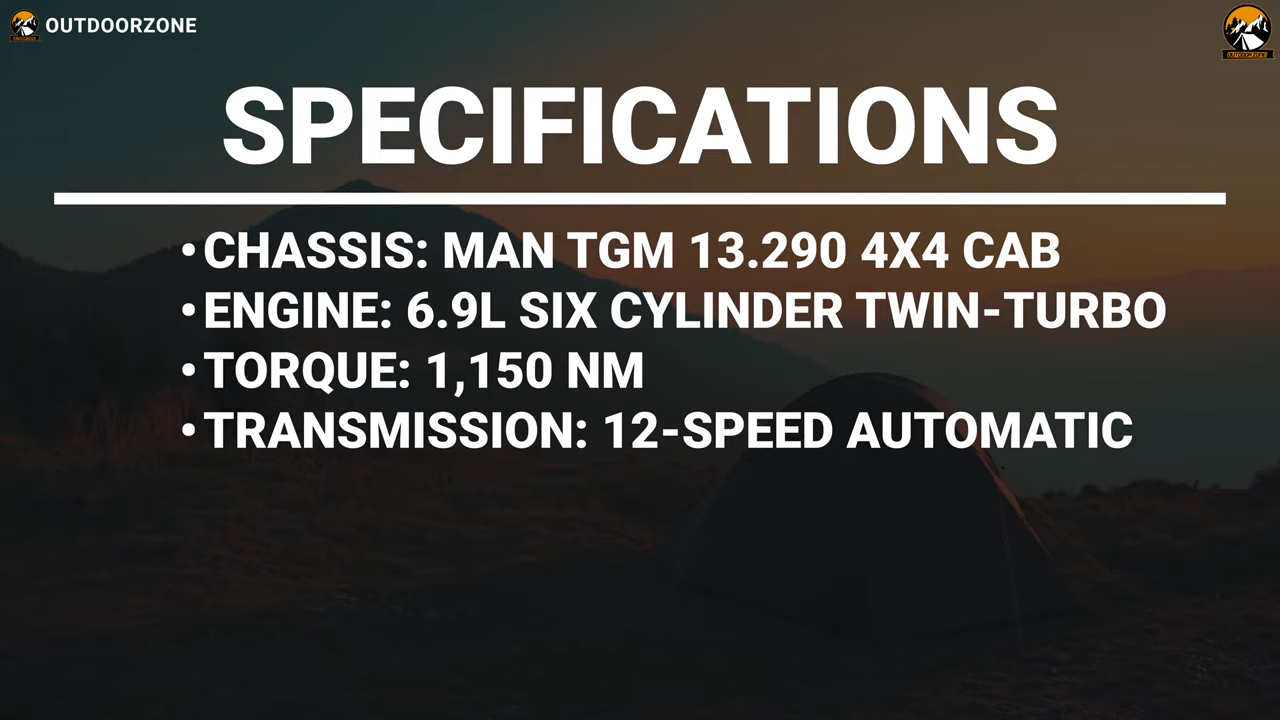 OUTDOORZONE
OUTDOORZONE
SPECIFICATIONS
•CHASSIS: MAN TGM 13.290 4X4 CAB
•ENGINE: 6.9L SIX CYLINDER TWIN-TURBO
•TORQUE: 1,150 NM
•TRANSMISSION: 12-SPEED AUTOMATIC